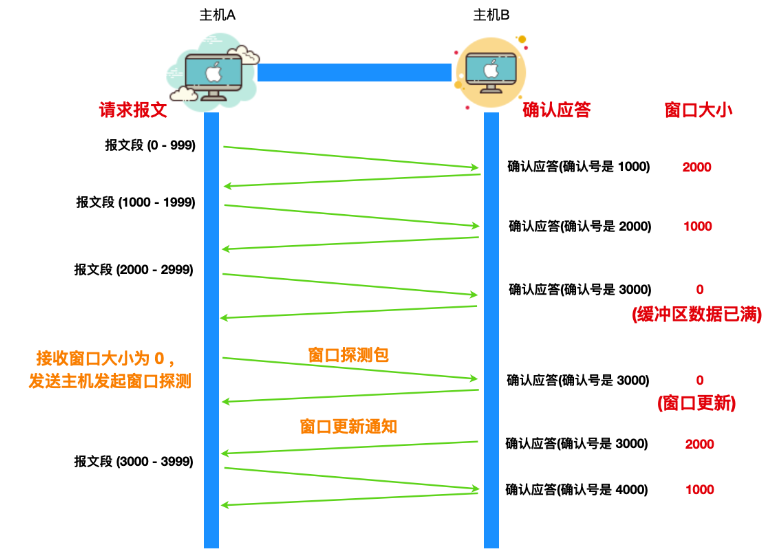 主机A
主机B
请求报文
确认应答
窗口大小
报文段 (0 - 999)
确认应答(确认号是 1000)
2000
报文段 (1000 - 1999)
确认应答(确认号是 2000)
1000
报文段 (2000 - 2999)
确认应答(确认号是 3000)
0
(缓冲区数据已满)
接收窗口大小为 0 ，
发送主机发起窗口探测
窗口探测包
确认应答(确认号是 3000)
0
(窗口更新)
窗口更新通知
确认应答(确认号是 3000)
2000
报文段 (3000 - 3999)
确认应答(确认号是 4000)
1000